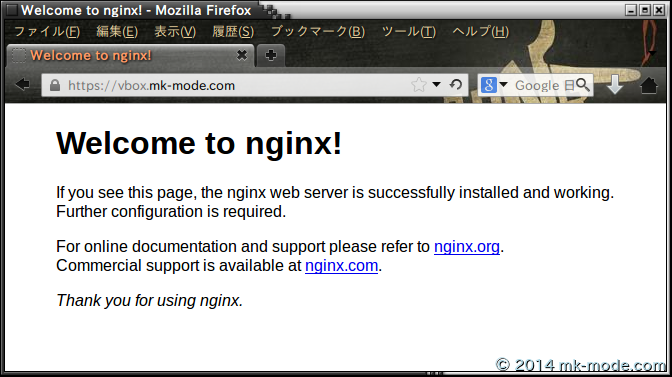 Welcome to nginx! - Mozilla Firefox
ファイル(F) 編集(E) 表示(V) 履歴(S) ブックマーク(B) ツール(T) ヘルプ(H)
Welcome to nginx!
https://vbox.mk-mode.com
Google 日
Welcome to nginx!
If you see this page, the nginx web server is successfully installed and working.
Further configuration is required.
For online documentation and support please refer to nginx.org.
Commercial support is available at nginx.com.
Thank you for using nginx.
© 2014 mk-mode.com